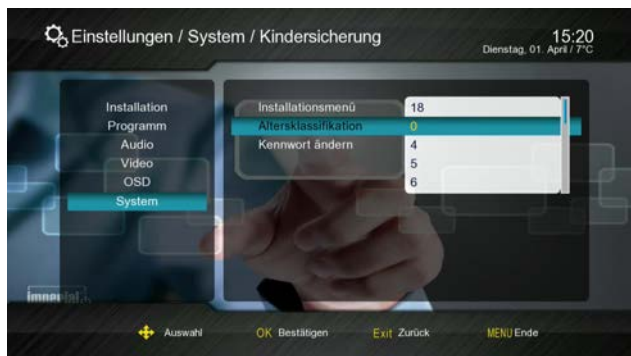 Einstellungen / System / Kindersicherung
15:20
Dienstag, 01. April / 7°C
Installation
Programm
Audio
Video
OSD
System
Installationsmenü
Altersklassifikation
Kennwort ändern
18
0
4
5
6
imperial
Auswahl
OK Bestätigen
Exit Zurück
MENU Ende